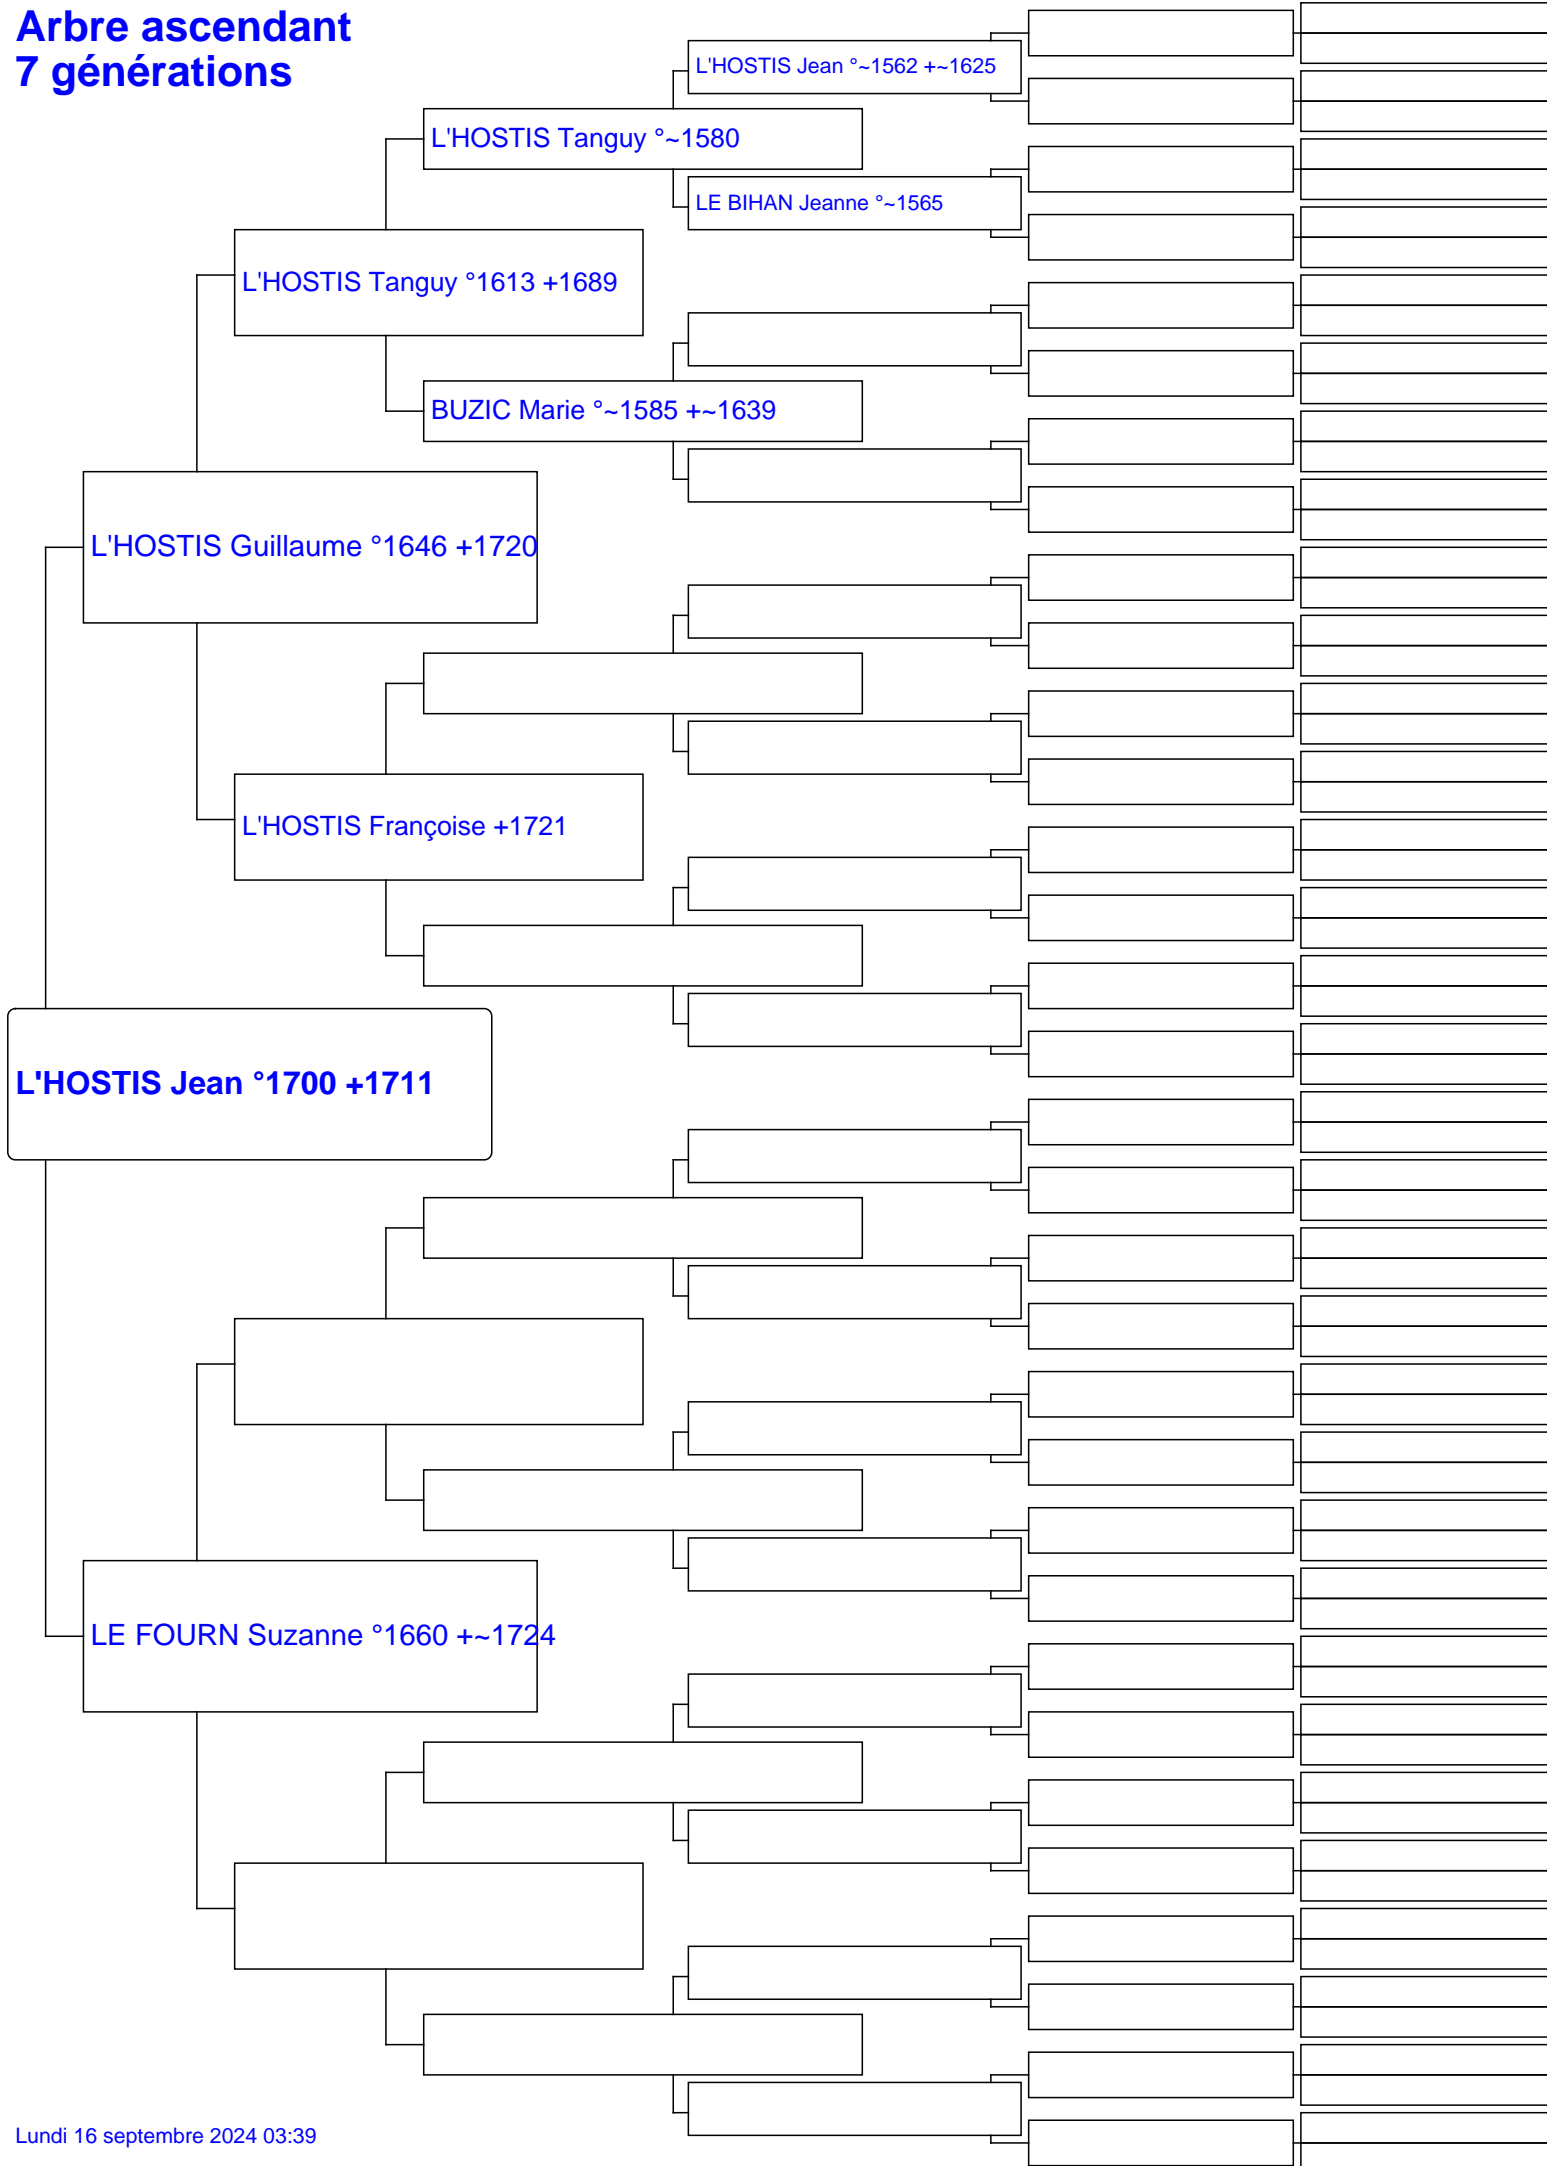 Arbre ascendant
7 générations
L'HOSTIS Jean °~1562 +~1625
L'HOSTIS Tanguy °~1580
LE BIHAN Jeanne °~1565
L'HOSTIS Tanguy °1613 +1689
BUZIC Marie °~1585 +~1639
L'HOSTIS Guillaume °1646 +1720
L'HOSTIS Françoise +1721
L'HOSTIS Jean °1700 +1711
LE FOURN Suzanne °1660 +~1724
Lundi 16 septembre 2024 03:39